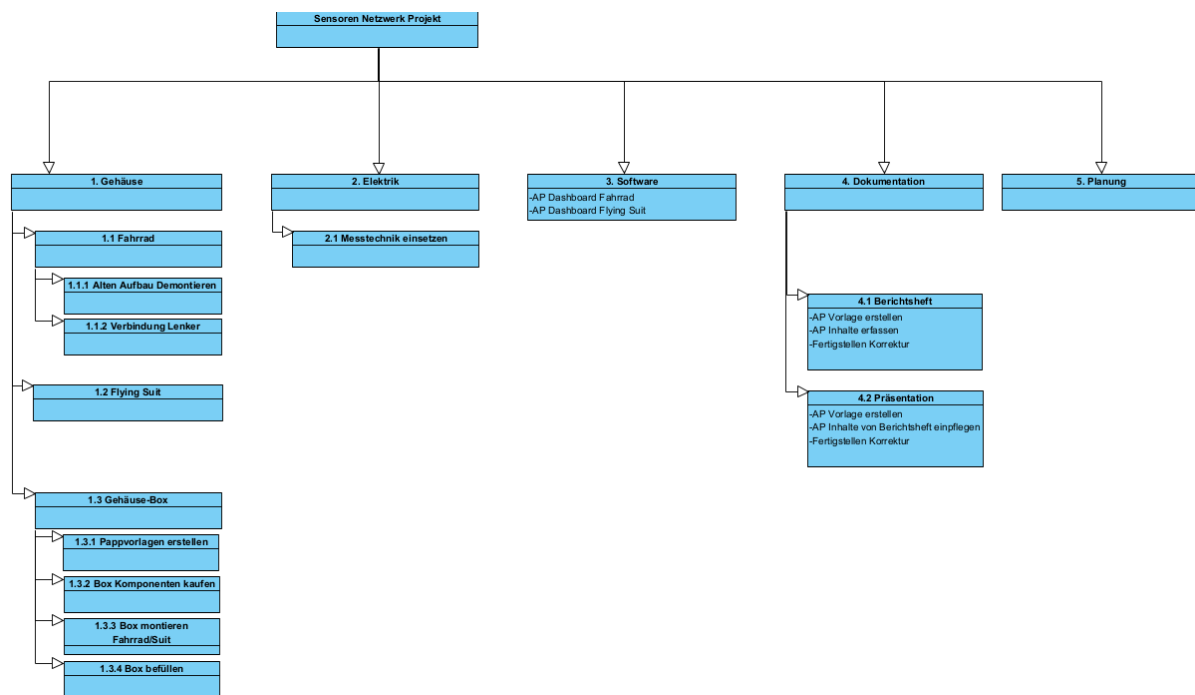 Sensoren Netzwerk Projekt
1. Gehäuse
1.1 Fahrrad
1.1.1 Alten Aufbau Demontieren
1.1.2 Verbindung Lenker
1.2 Flying Suit
1.3 Gehäuse-Box
1.3.1 Pappvorlagen erstellen
1.3.2 Box Komponenten kaufen
1.3.3 Box montieren
Fahrrad/Suit
1.3.4 Box befüllen
2. Elektrik
2.1 Messtechnik einsetzen
3. Software
-AP Dashboard Fahrrad
-AP Dashboard Flying Suit
4. Dokumentation
4.1 Berichtsheft
-AP Vorlage erstellen
-AP Inhalte erfassen
-Fertigstellen Korrektur
4.2 Präsentation
-AP Vorlage erstellen
-AP Inhalte von Berichtsheft einpflegen
-Fertigstellen Korrektur
5. Planung